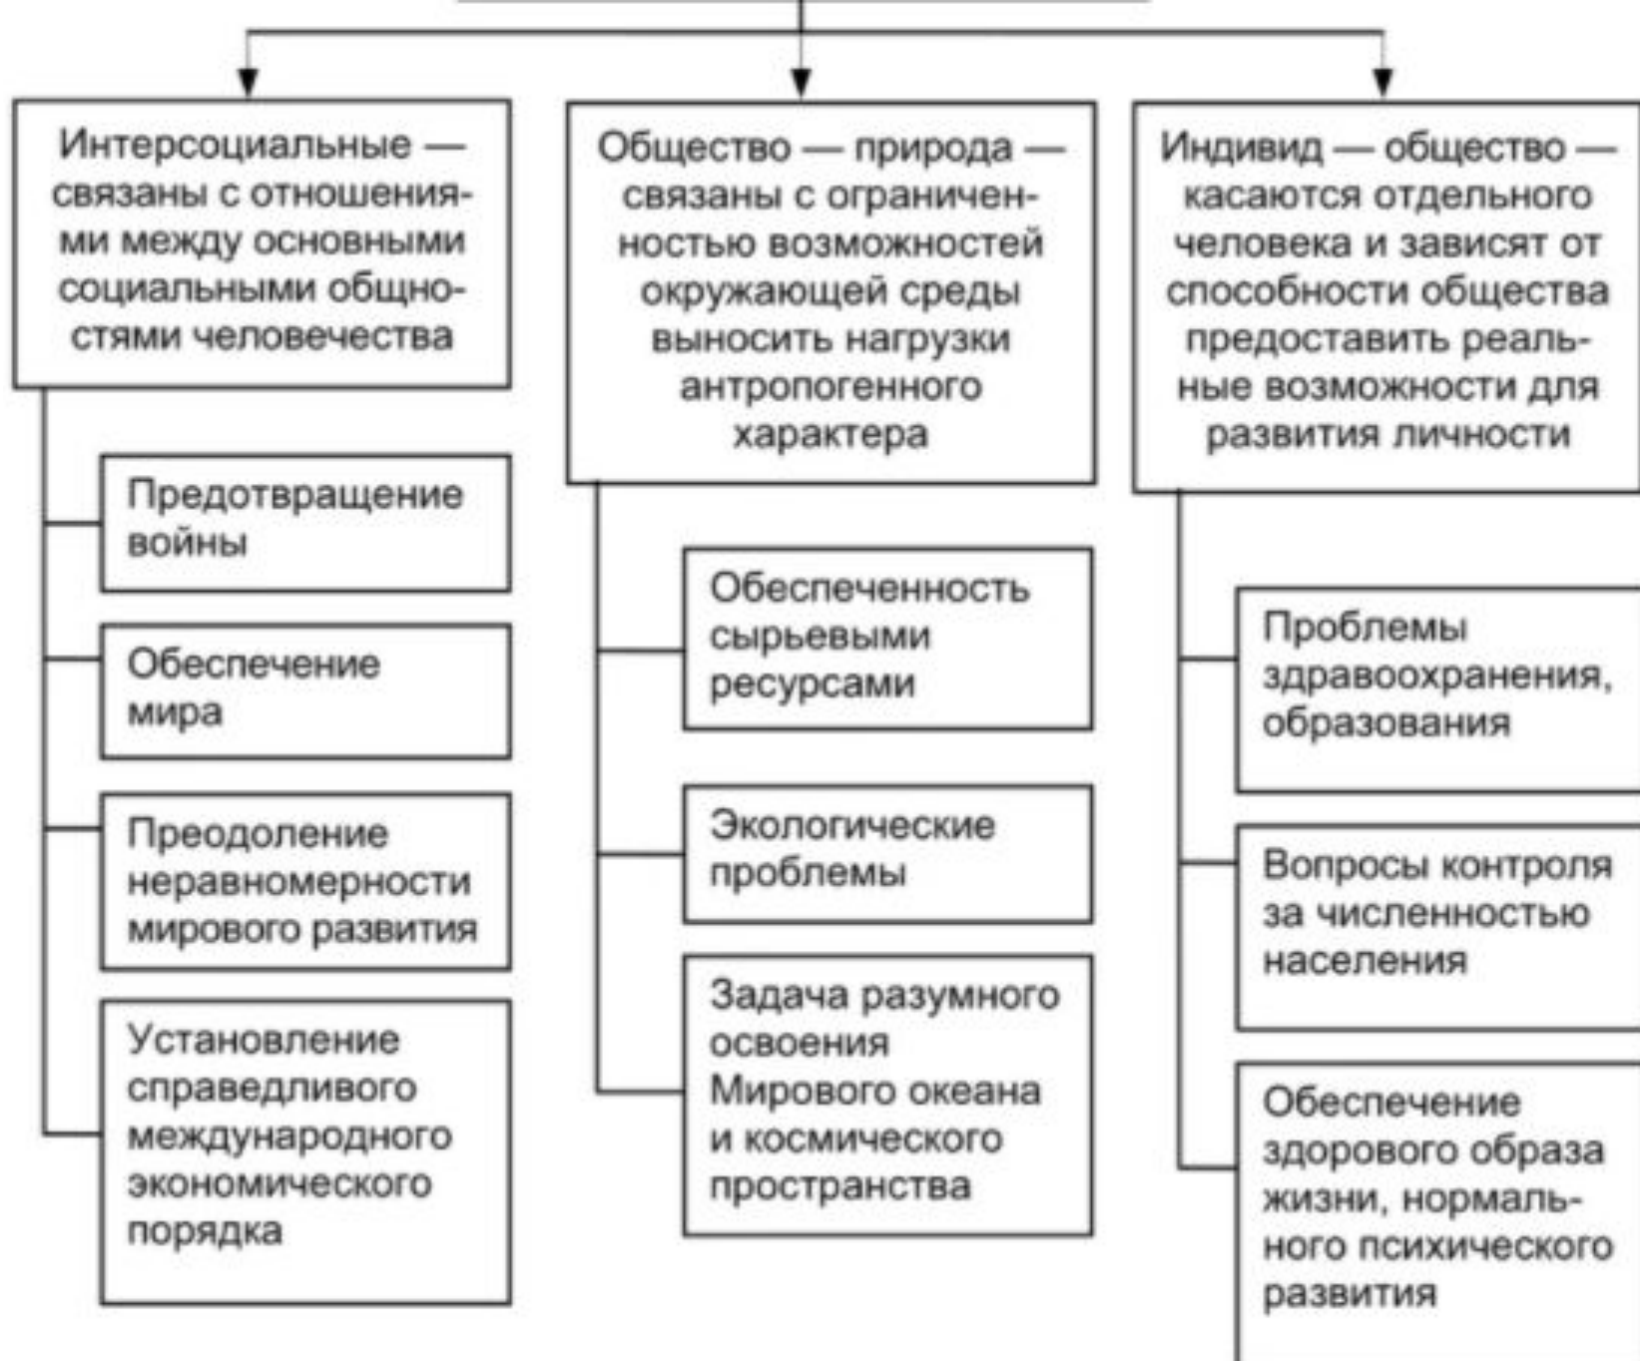 Интерсоциальные —
связаны с отношения-
ми между основными
социальными общно-
стями человечества
Предотвращение
войны
Обеспечение
мира
Преодоление
неравномерности
мирового развития
Установление
справедливого
международного
экономического
порядка
Общество — природа —
связаны с ограничен-
ностью возможностей
окружающей среды
выносить нагрузки
антропогенного
характера
Обеспеченность
сырьевыми
ресурсами
Экологические
проблемы
Задача разумного
освоения
Мирового океана
и космического
пространства
Индивид — общество —
касаются отдельного
человека и зависят от
способности общества
предоставить реаль-
ные возможности для
развития личности
Проблемы
здравоохранения,
образования
Вопросы контроля
за численностью
населения
Обеспечение
здорового образа
жизни, нормаль-
ного психического
развития